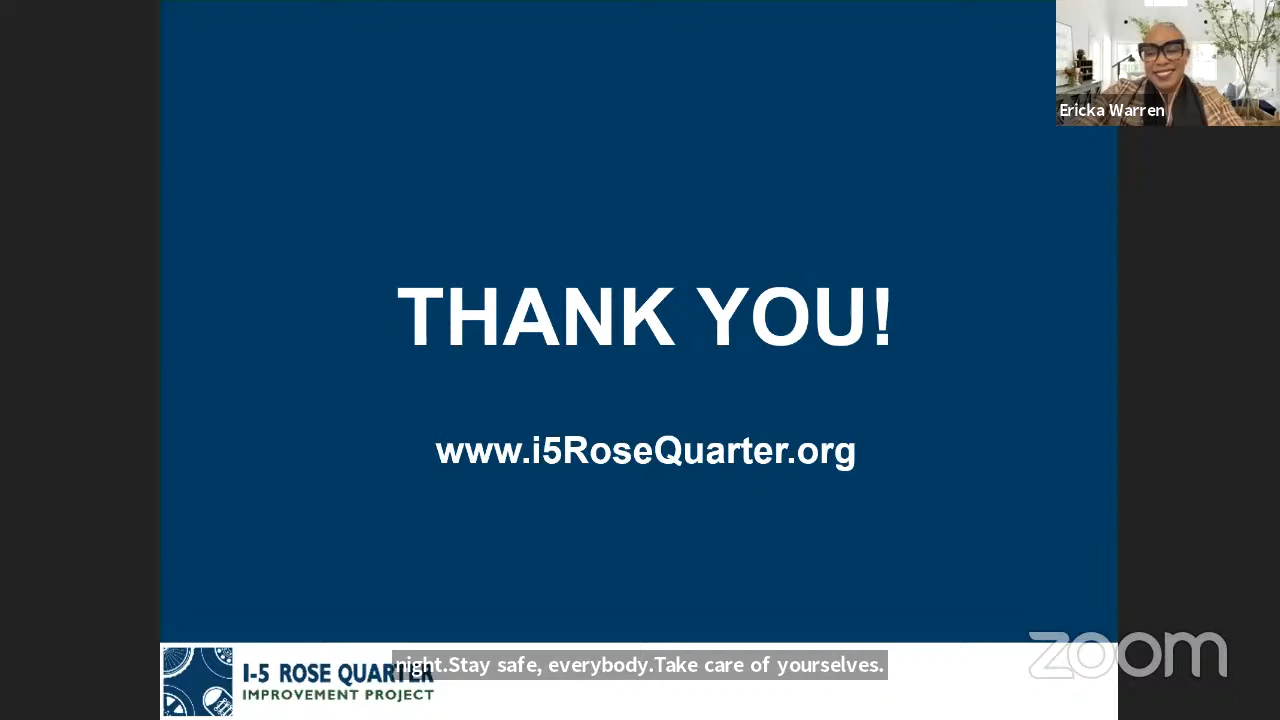 Ericka Warren
THANK YOU!
www.i5RoseQuarter.org
zoom
I-5 ROSE QUARTER
night.Stay safe, everybody.Take care of yourselves.
IMPROVEMENT PROJECT